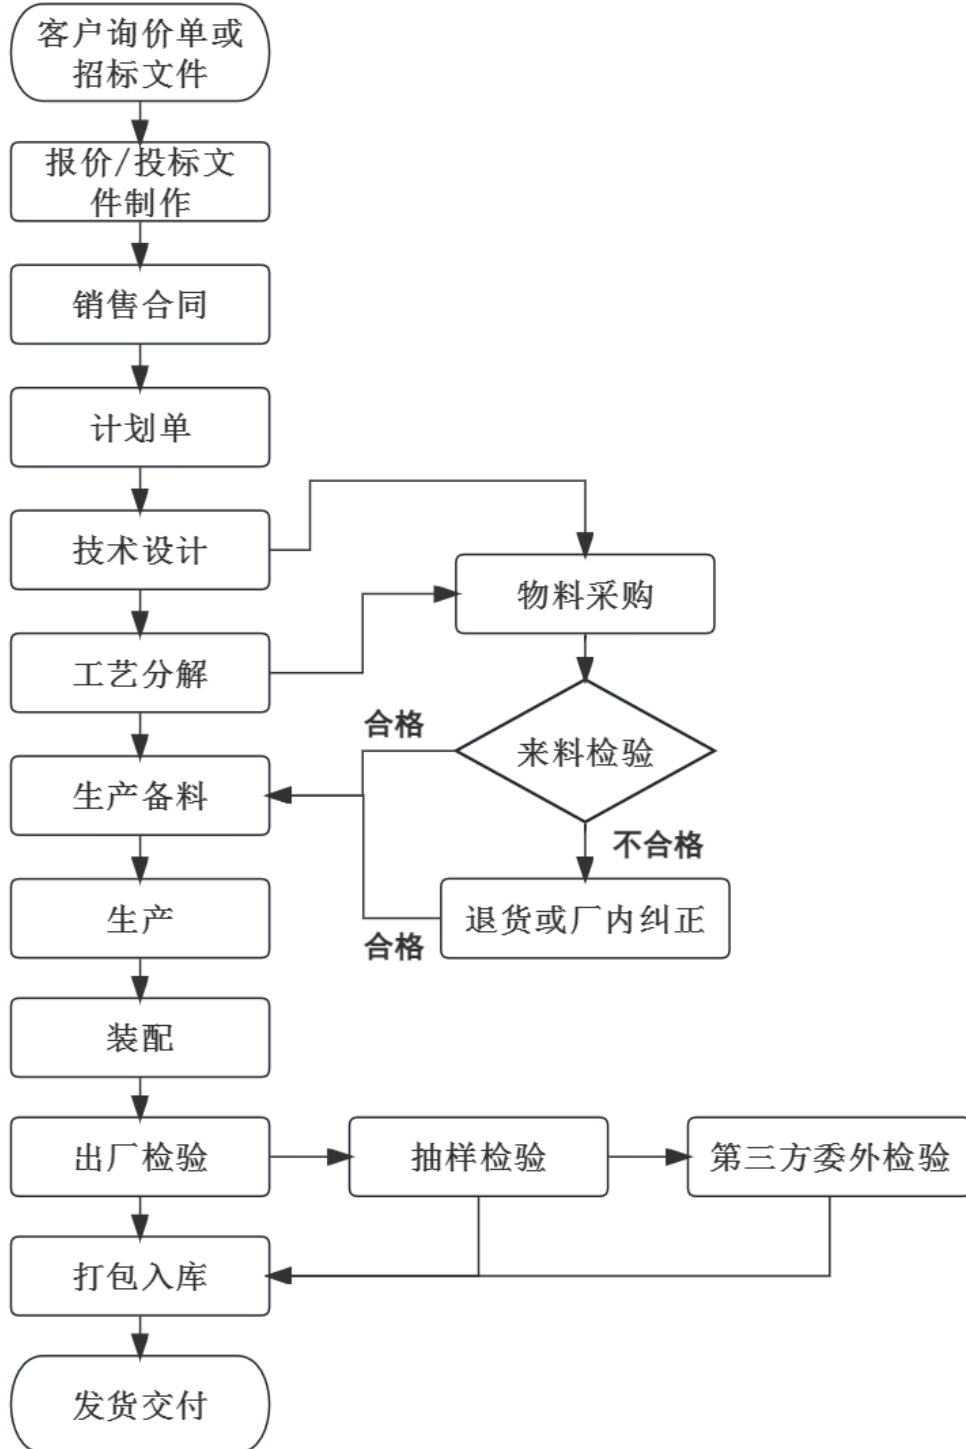 客户询价单或
招标文件
报价/投标文
件制作
销售合同
计划单
技术设计
物料采购
工艺分解
合格
来料检验
生产备料
不合格
生产
退货或厂内纠正
合格
装配
出厂检验
抽样检验
第三方委外检验
打包入库
发货交付